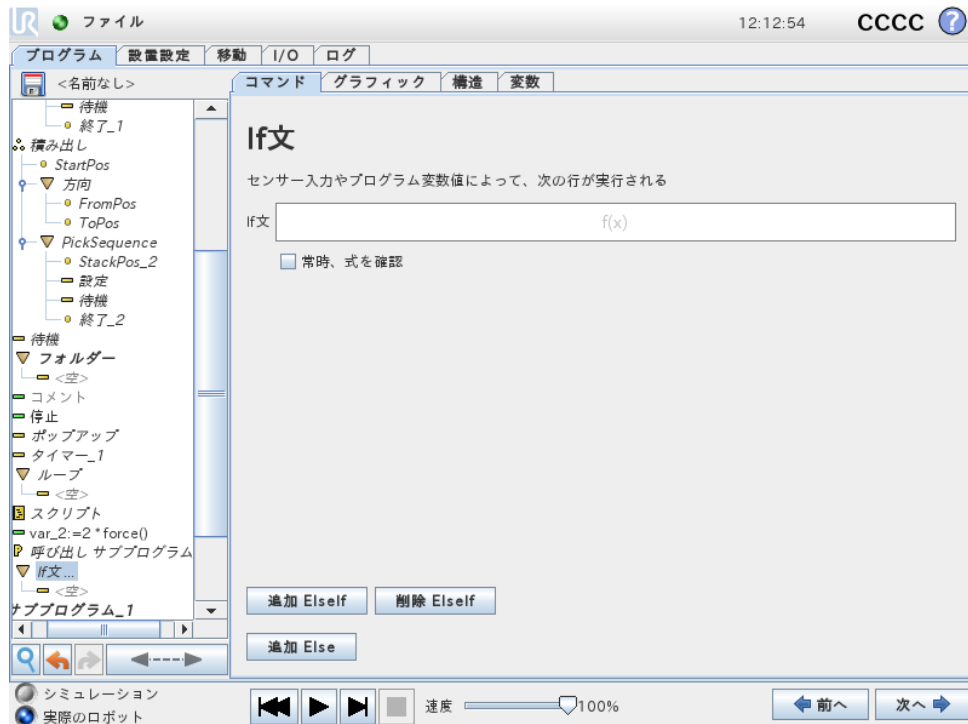 UR ファイル 12:12:54 CCCC ?
プログラム 設置設定 移動 I/O ログ
<名前なし>
コマンド グラフィック 構造 変数
待機
終了_1
積み出し
StartPos
方向
FromPos
ToPos
PickSequence
StackPos_2
設定
待機
終了_2
待機
フォルダー
<空>
コメント
停止
ポップアップ
タイマー_1
ループ
<空>
スクリプト
var_2:=2*force()
呼び出し サブプログラム
If文...
<空>
サブプログラム_1
If文
センサー入力やプログラム変数値によって、次の行が実行される
If文 f(x)
常時、式を確認
追加 ElseIf 削除 ElseIf
追加 Else
シミュレーション
実際のロボット
速度 100%
前へ 次へ